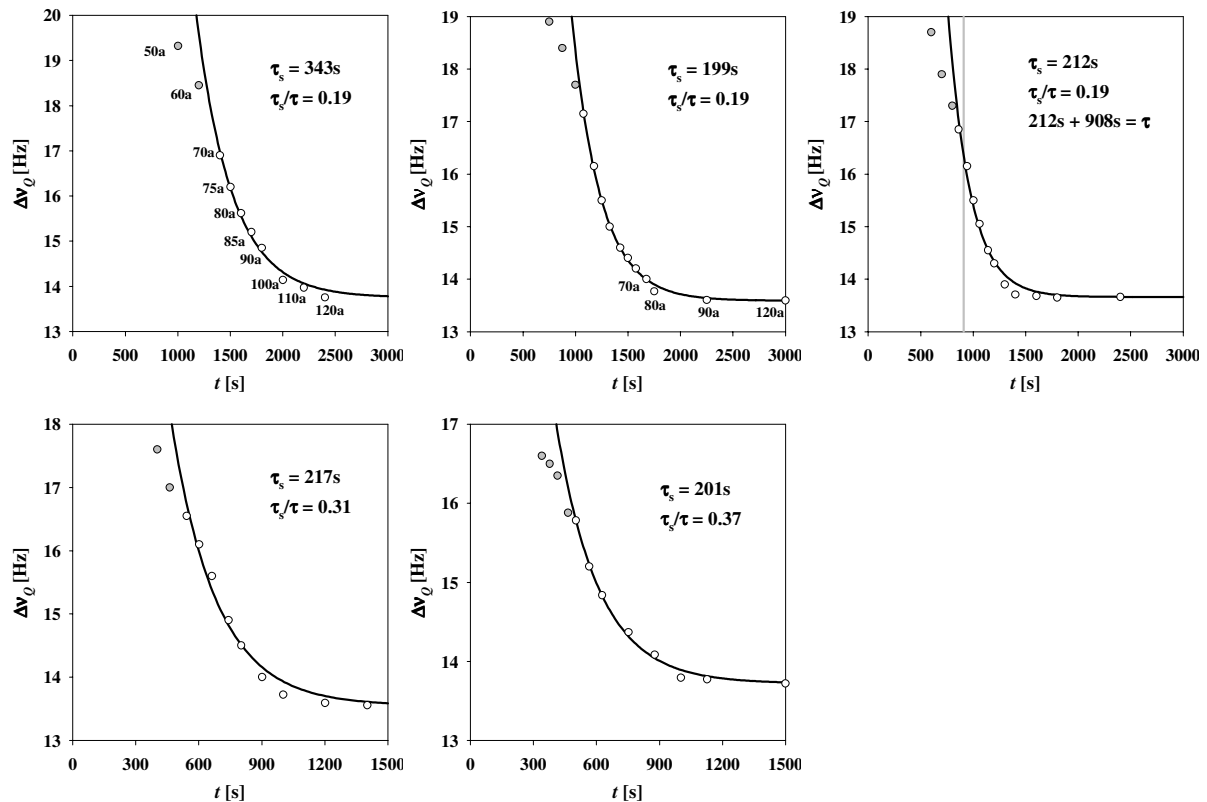 20
19
18
17
16
15
14
13
Δν_Q [Hz]
50a
60a
70a
75a
80a
85a
90a
100a
110a
120a
τ_s = 343s
τ_s/τ = 0.19
0 500 1000 1500 2000 2500 3000
t [s]
19
18
17
16
15
14
13
Δν_Q [Hz]
τ_s = 199s
τ_s/τ = 0.19
70a
80a
90a
120a
0 500 1000 1500 2000 2500 3000
t [s]
19
18
17
16
15
14
13
Δν_Q [Hz]
τ_s = 212s
τ_s/τ = 0.19
212s + 908s = τ
0 500 1000 1500 2000 2500 3000
t [s]
18
17
16
15
14
13
Δν_Q [Hz]
τ_s = 217s
τ_s/τ = 0.31
0 300 600 900 1200 1500
t [s]
17
16
15
14
13
Δν_Q [Hz]
τ_s = 201s
τ_s/τ = 0.37
0 300 600 900 1200 1500
t [s]